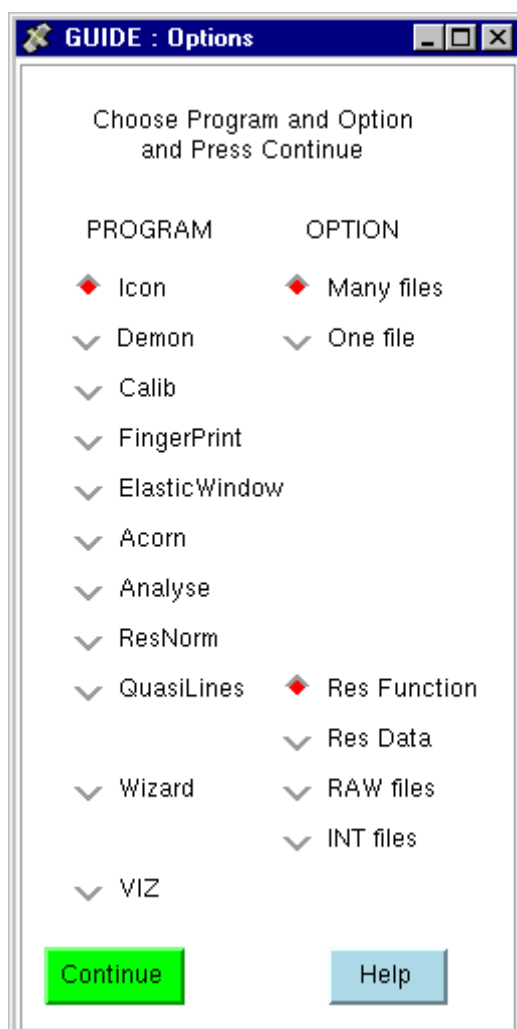 GUIDE : Options
Choose Program and Option
and Press Continue
PROGRAM OPTION
Icon Many files
Demon One file
Calib
FingerPrint
ElasticWindow
Acorn
Analyse
ResNorm
QuasiLines Res Function
Res Data
Wizard RAW files
INT files
VIZ
Continue Help